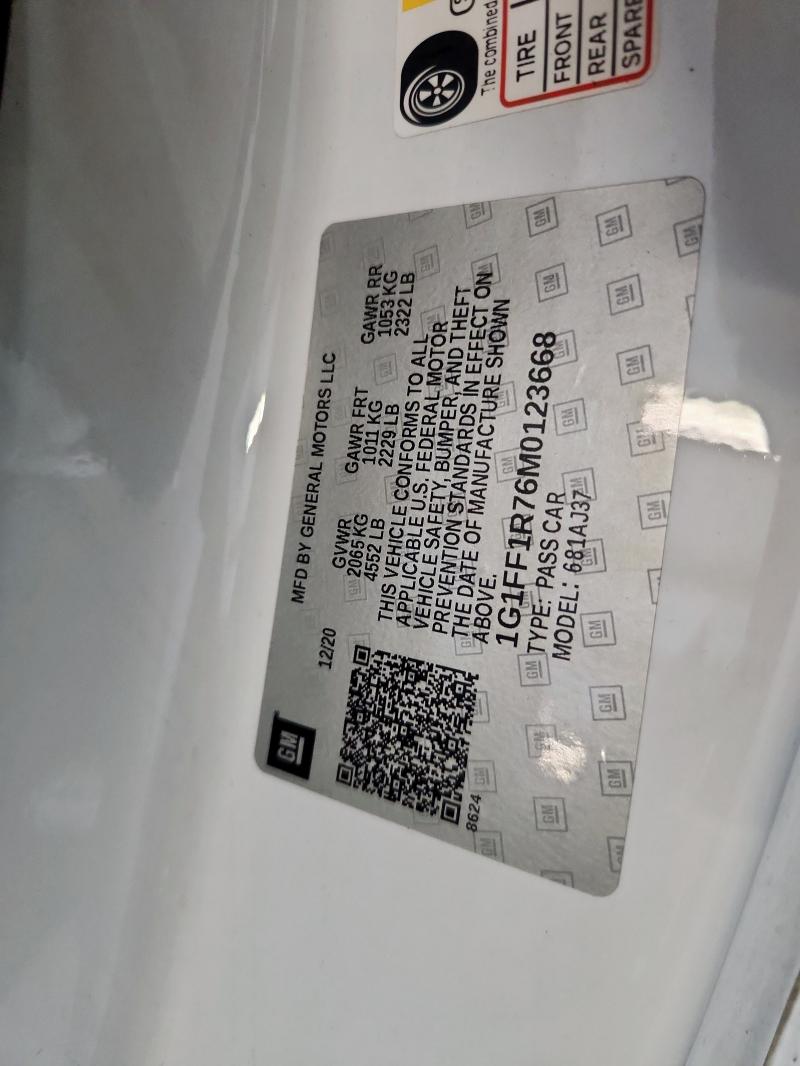 The combined
TIRE
FRONT
REAR
SPARE
GM
12/20
MFD BY GENERAL MOTORS LLC
GVWR GAWR FRT GAWR RR
2065 KG 1011 KG 1053 KG
4552 LB 2229 LB 2322 LB
THIS VEHICLE CONFORMS TO ALL
APPLICABLE U.S. FEDERAL MOTOR
VEHICLE SAFETY, BUMPER, AND THEFT
PREVENTION STANDARDS IN EFFECT ON
THE DATE OF MANUFACTURE SHOWN
ABOVE.
1G1FF1R76M0123668
TYPE: PASS CAR
MODEL: 681AJ37
8624